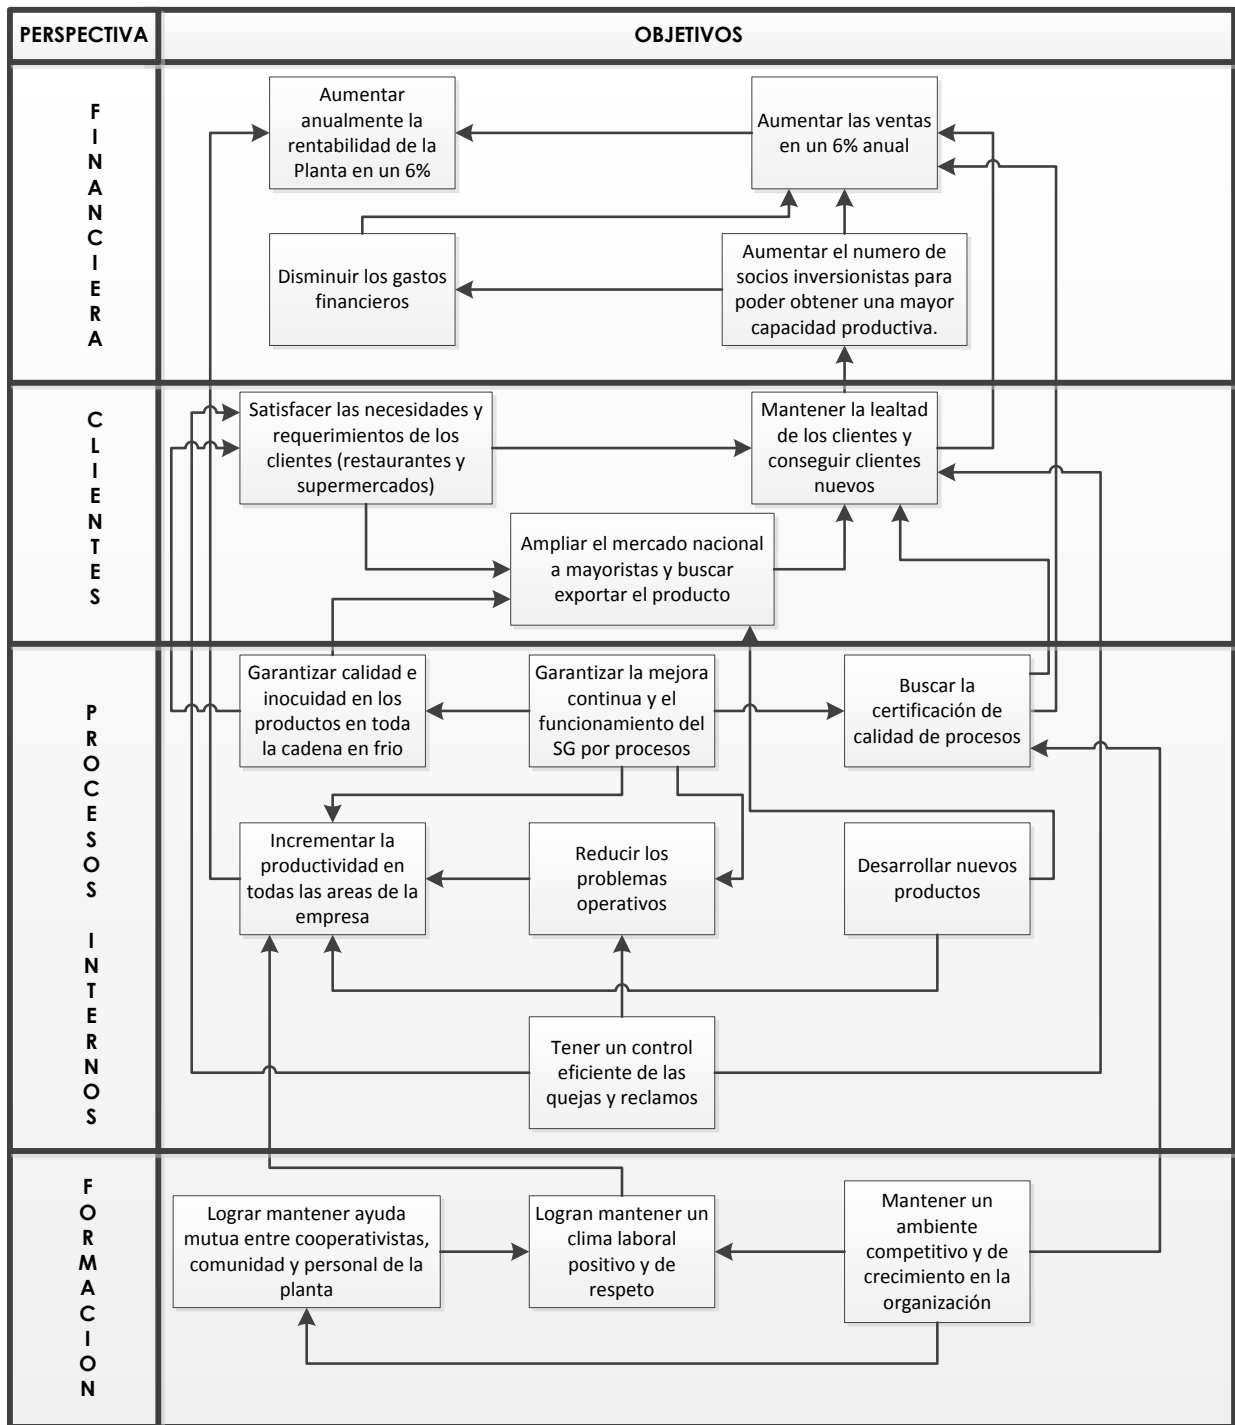 PERSPECTIVA
OBJETIVOS
FINANCIERA
Aumentar
anualmente la
rentabilidad de la
Planta en un 6%
Aumentar las ventas
en un 6% anual
Disminuir los gastos
financieros
Aumentar el numero de
socios inversionistas para
poder obtener una mayor
capacidad productiva.
CLIENTES
Satisfacer las necesidades y
requerimientos de los
clientes (restaurantes y
supermercados)
Mantener la lealtad
de los clientes y
conseguir clientes
nuevos
Ampliar el mercado nacional
a mayoristas y buscar
exportar el producto
PROCESOS INTERNOS
Garantizar calidad e
inocuidad en los
productos en toda
la cadena en frio
Garantizar la mejora
continua y el
funcionamiento del
SG por procesos
Buscar la
certificación de
calidad de procesos
Incrementar la
productividad en
todas las areas de la
empresa
Reducir los
problemas
operativos
Desarrollar nuevos
productos
Tener un control
eficiente de las
quejas y reclamos
FORMACION
Lograr mantener ayuda
mutua entre cooperativistas,
comunidad y personal de la
planta
Logran mantener un
clima laboral
positivo y de
respeto
Mantener un
ambiente
competitivo y de
crecimiento en la
organización